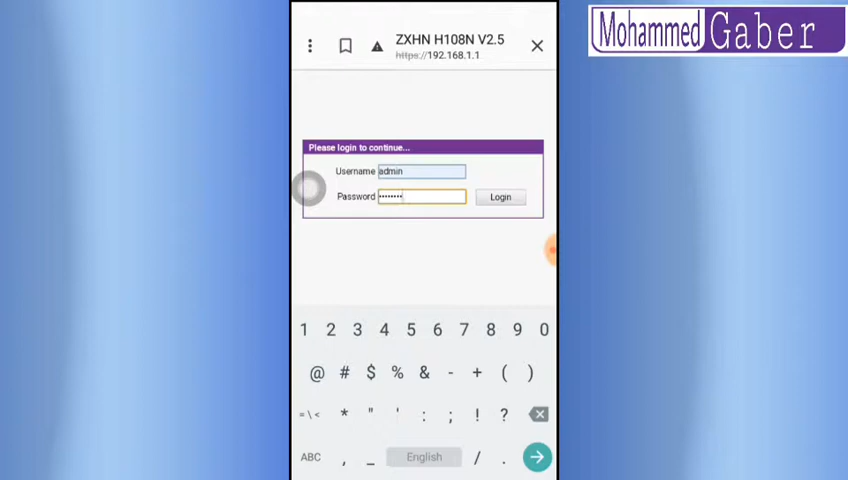 Mohammed Gaber
ZXHN H108N V2.5
https://192.168.1.1
Please login to continue...
Username admin
Password ••••••••
Login
1 2 3 4 5 6 7 8 9 0
@ # $ % & - + ( )
= \ < * " ' : ; ! ?
ABC , _ English / .